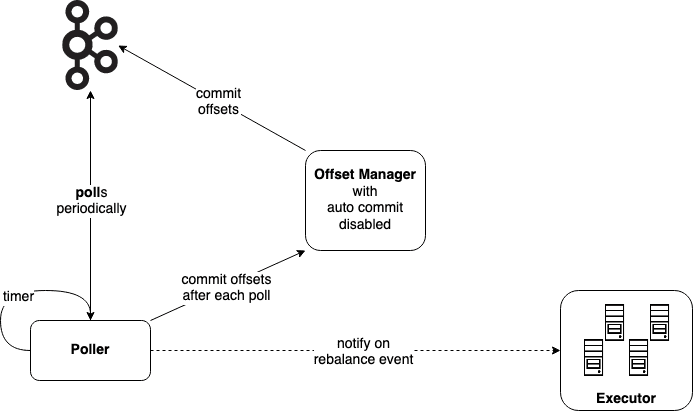 commit
offsets
Offset Manager
with
auto commit
disabled
polls
periodically
commit offsets
after each poll
timer
Poller
notify on
rebalance event
Executor